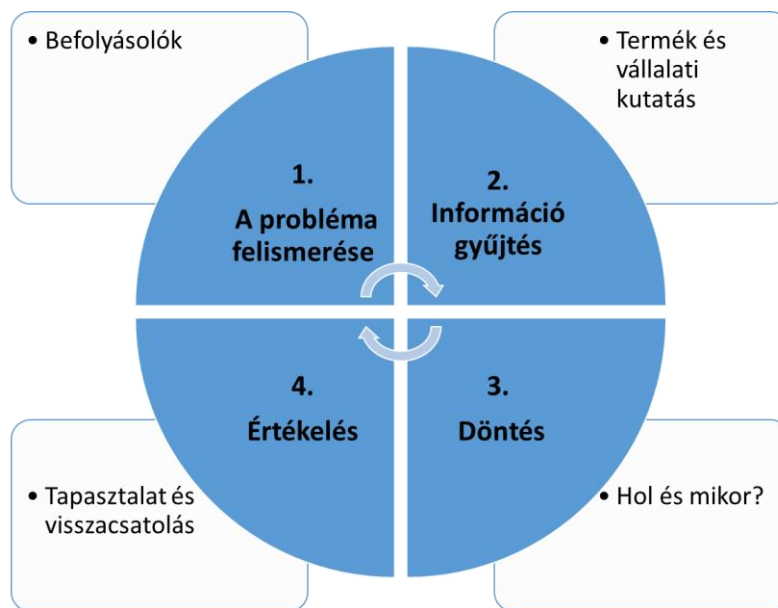 • Befolyásolók
• Termék és
vállalati
kutatás
1.
A probléma
felismerése
2.
Információ
gyűjtés
3.
Döntés
4.
Értékelés
• Tapasztalat és
visszacsatolás
• Hol és mikor?